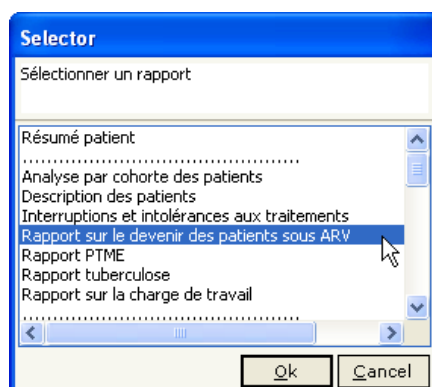 Selector
Sélectionner un rapport
Résumé patient
................................................
Analyse par cohorte des patients
Description des patients
Interruptions et intolérances aux traitements
Rapport sur le devenir des patients sous ARV
Rapport PTME
Rapport tuberculose
Rapport sur la charge de travail
................................................
Ok
Cancel